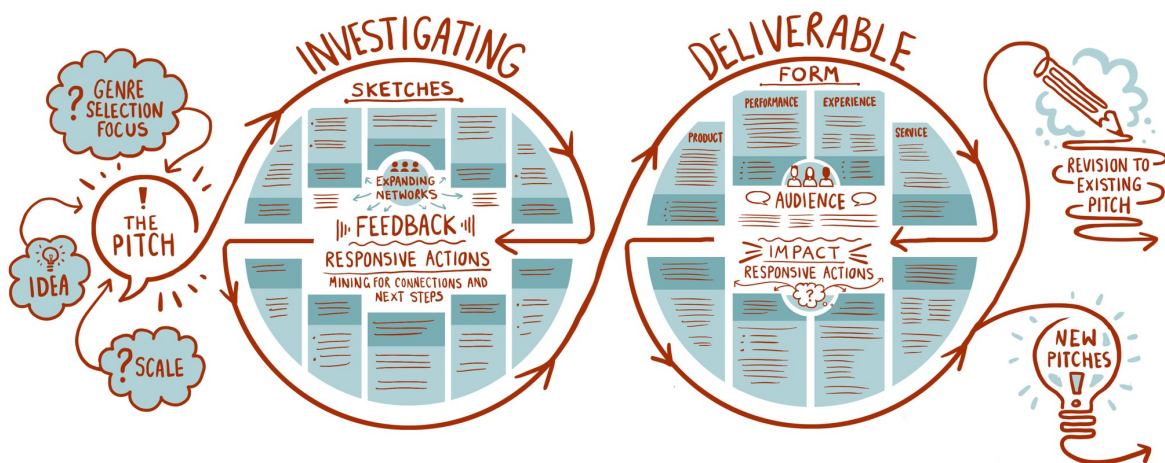 ? GENRE
SELECTION
FOCUS
!
THE
PITCH
IDEA
? SCALE
INVESTIGATING
SKETCHES
EXPANDING
NETWORKS
FEEDBACK
RESPONSIVE ACTIONS
MINING FOR CONNECTIONS AND
NEXT STEPS
DELIVERABLE
FORM
PRODUCT
PERFORMANCE
EXPERIENCE
SERVICE
AUDIENCE
IMPACT
RESPONSIVE ACTIONS
?
REVISION TO
EXISTING
PITCH
NEW
PITCHES
!